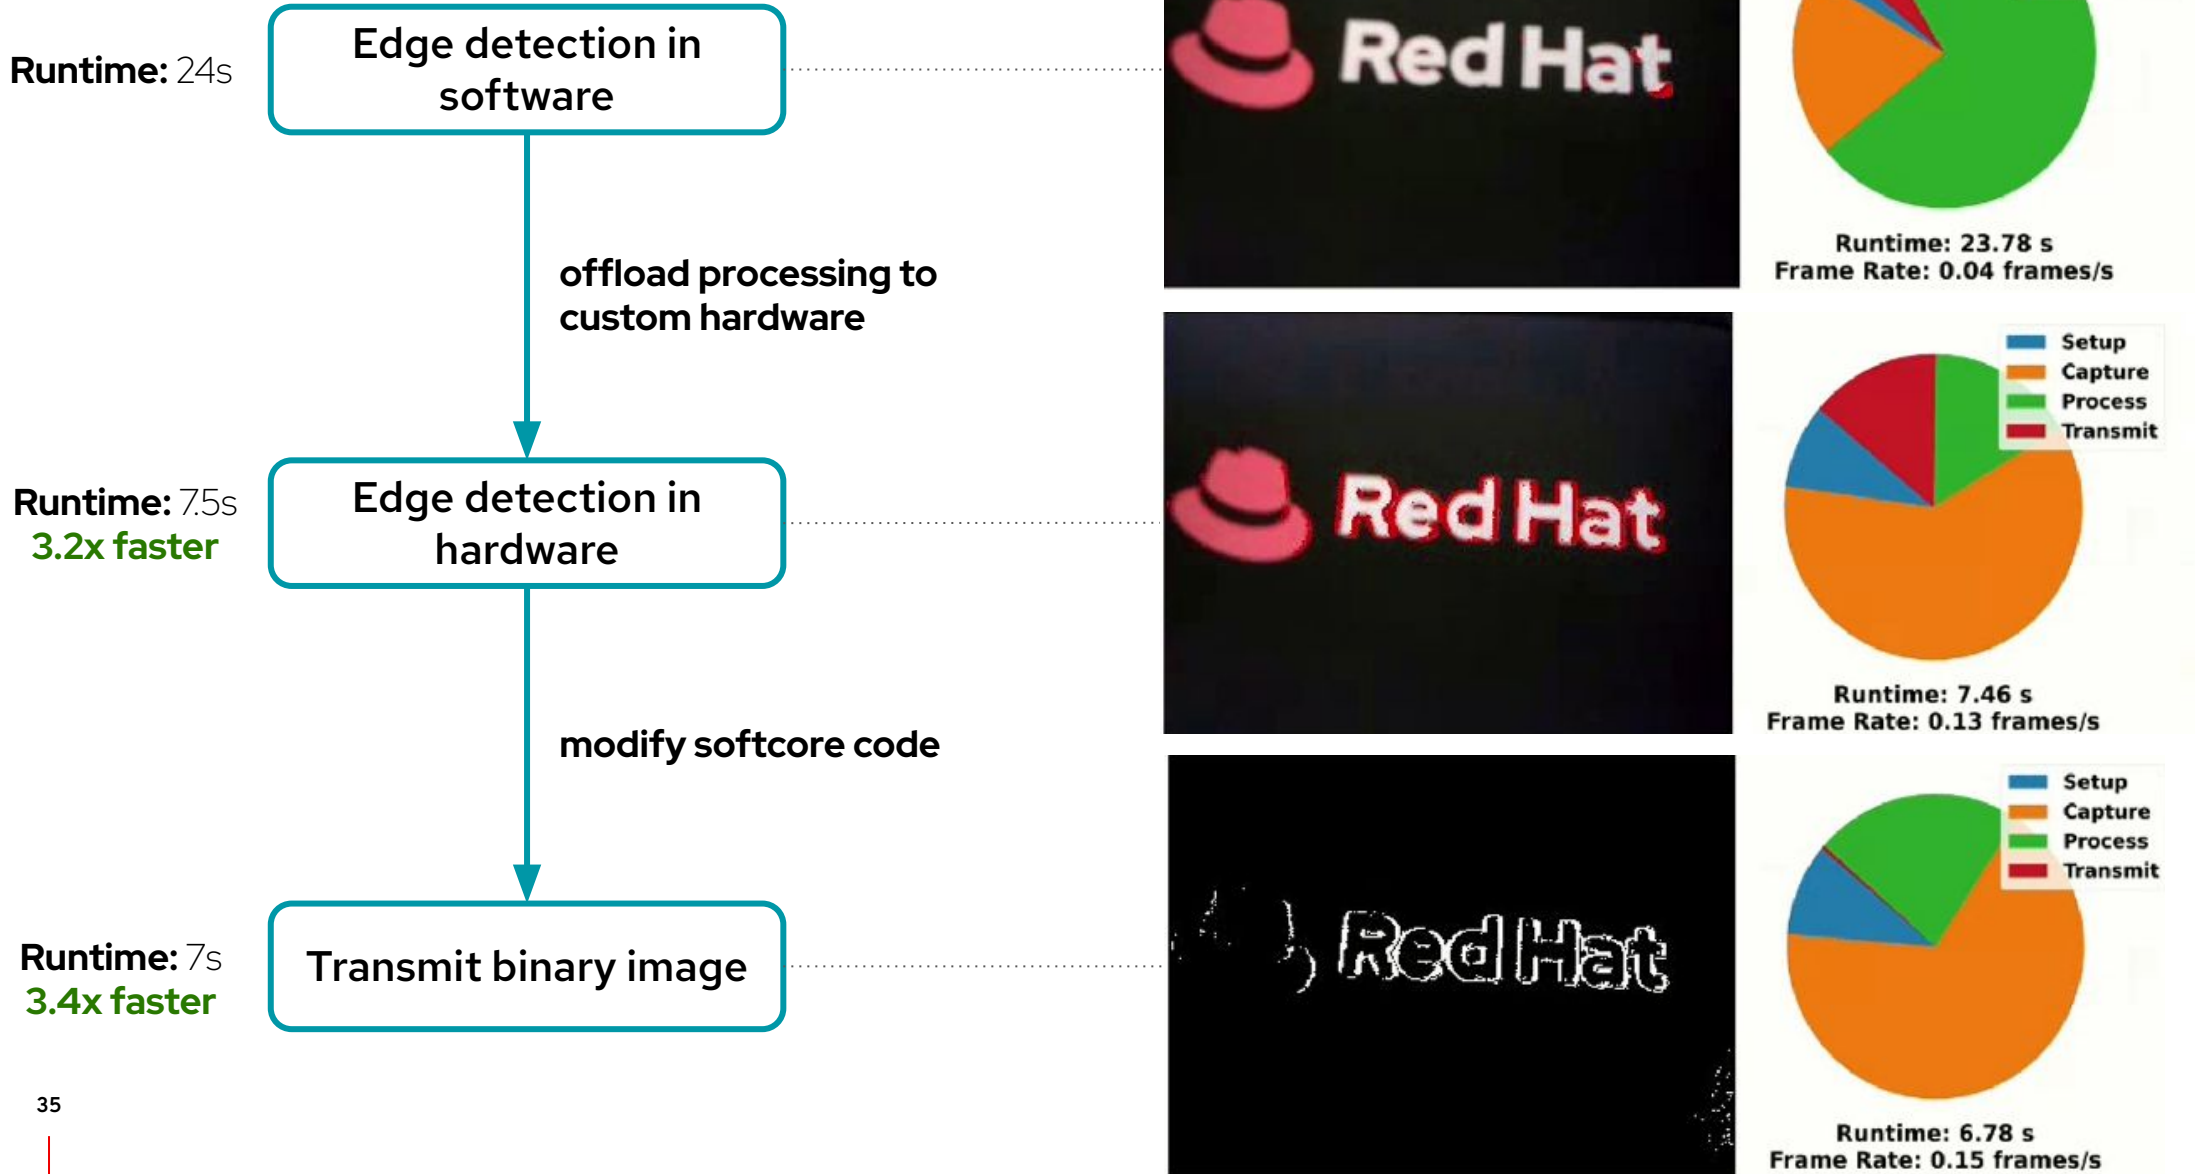 Runtime: 24s
Edge detection in
software
Red Hat
Runtime: 23.78 s
Frame Rate: 0.04 frames/s
offload processing to
custom hardware
Runtime: 7.5s
3.2x faster
Edge detection in
hardware
Red Hat
Setup
Capture
Process
Transmit
Runtime: 7.46 s
Frame Rate: 0.13 frames/s
modify softcore code
Runtime: 7s
3.4x faster
Transmit binary image
Red Hat
Setup
Capture
Process
Transmit
Runtime: 6.78 s
Frame Rate: 0.15 frames/s
35